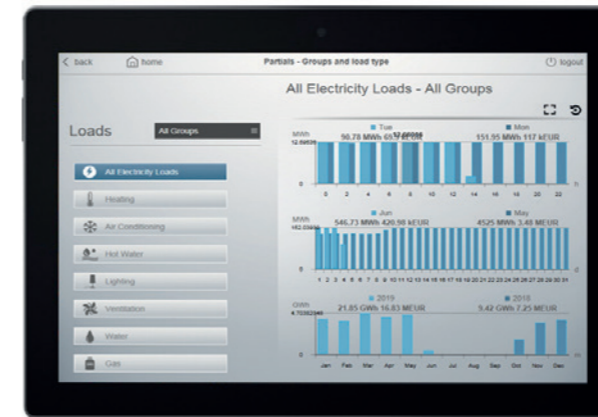 back
home
Partials - Groups and load type
logout
All Electricity Loads - All Groups
Loads
All Groups
All Electricity Loads
Heating
Air Conditioning
Hot Water
Lighting
Ventilation
Water
Gas
Tue
Mon
MWh
90.78 MWh
151.95 MWh 117 kEUR
0
0 2 4 6 8 10 12 14 16 18 20 22
h
Jun
May
MWh
546.73 MWh 420.98 kEUR
4525 MWh 3.48 MEUR
1 2 3 4 5 6 7 8 9 10 11 12 13 14 15 16 17 18 19 20 21 22 23 24 25 26 27 28 29 30 31
d
2019
2018
GWh
21.85 GWh 16.83 MEUR
9.42 GWh 7.25 MEUR
0
Jan Feb Mar Apr May Jun Jul Aug Sep Oct Nov Dec
m